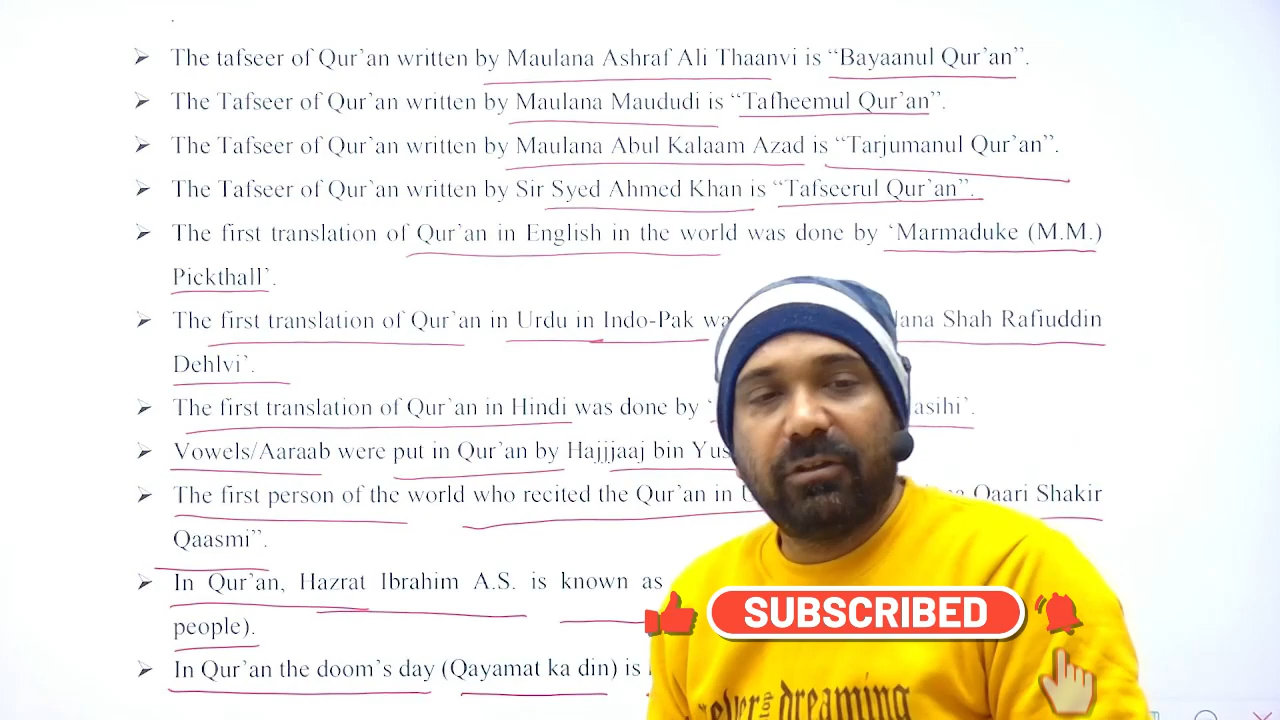 ➢ The tafseer of Qur'an written by Maulana Ashraf Ali Thaanvi is “Bayaanul Qur'an”.
➢ The Tafseer of Qur'an written by Maulana Maududi is “Tafheemul Qur'an”.
➢ The Tafseer of Qur'an written by Maulana Abul Kalaam Azad is “Tarjumanul Qur'an”.
➢ The Tafseer of Qur'an written by Sir Syed Ahmed Khan is “Tafseerul Qur'an”.
➢ The first translation of Qur'an in English in the world was done by ‘Marmaduke (M.M.)
Pickthall’.
➢ The first translation of Qur'an in Urdu in Indo-Pak Shah Rafiuddin
Dehlvi’.
➢ The first translation of Qur'an in Hindi was done by ‘
➢ Vowels/Aaraab were put in Qur'an by Hajjjaaj bin
➢ The first person of the world who recited the Qur'an in Qaari Shakir
Qaasmi”.
➢ In Qur'an, Hazrat Ibrahim A.S. is known as
people).
➢ In Qur'an the doom's day (Qayamat ka din) is
SUBSCRIBED
dreaming